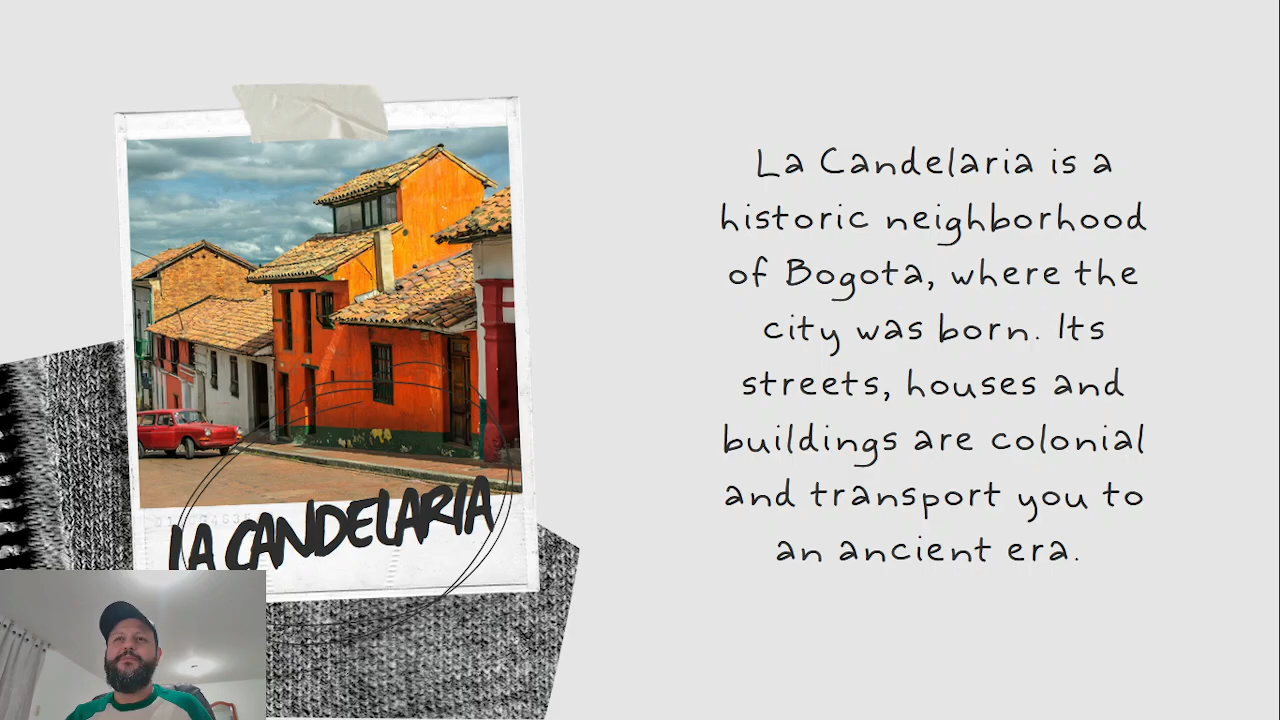 LA CANDELARIA
La Candelaria is a
historic neighborhood
of Bogota, where the
city was born. Its
streets, houses and
buildings are colonial
and transport you to
an ancient era.